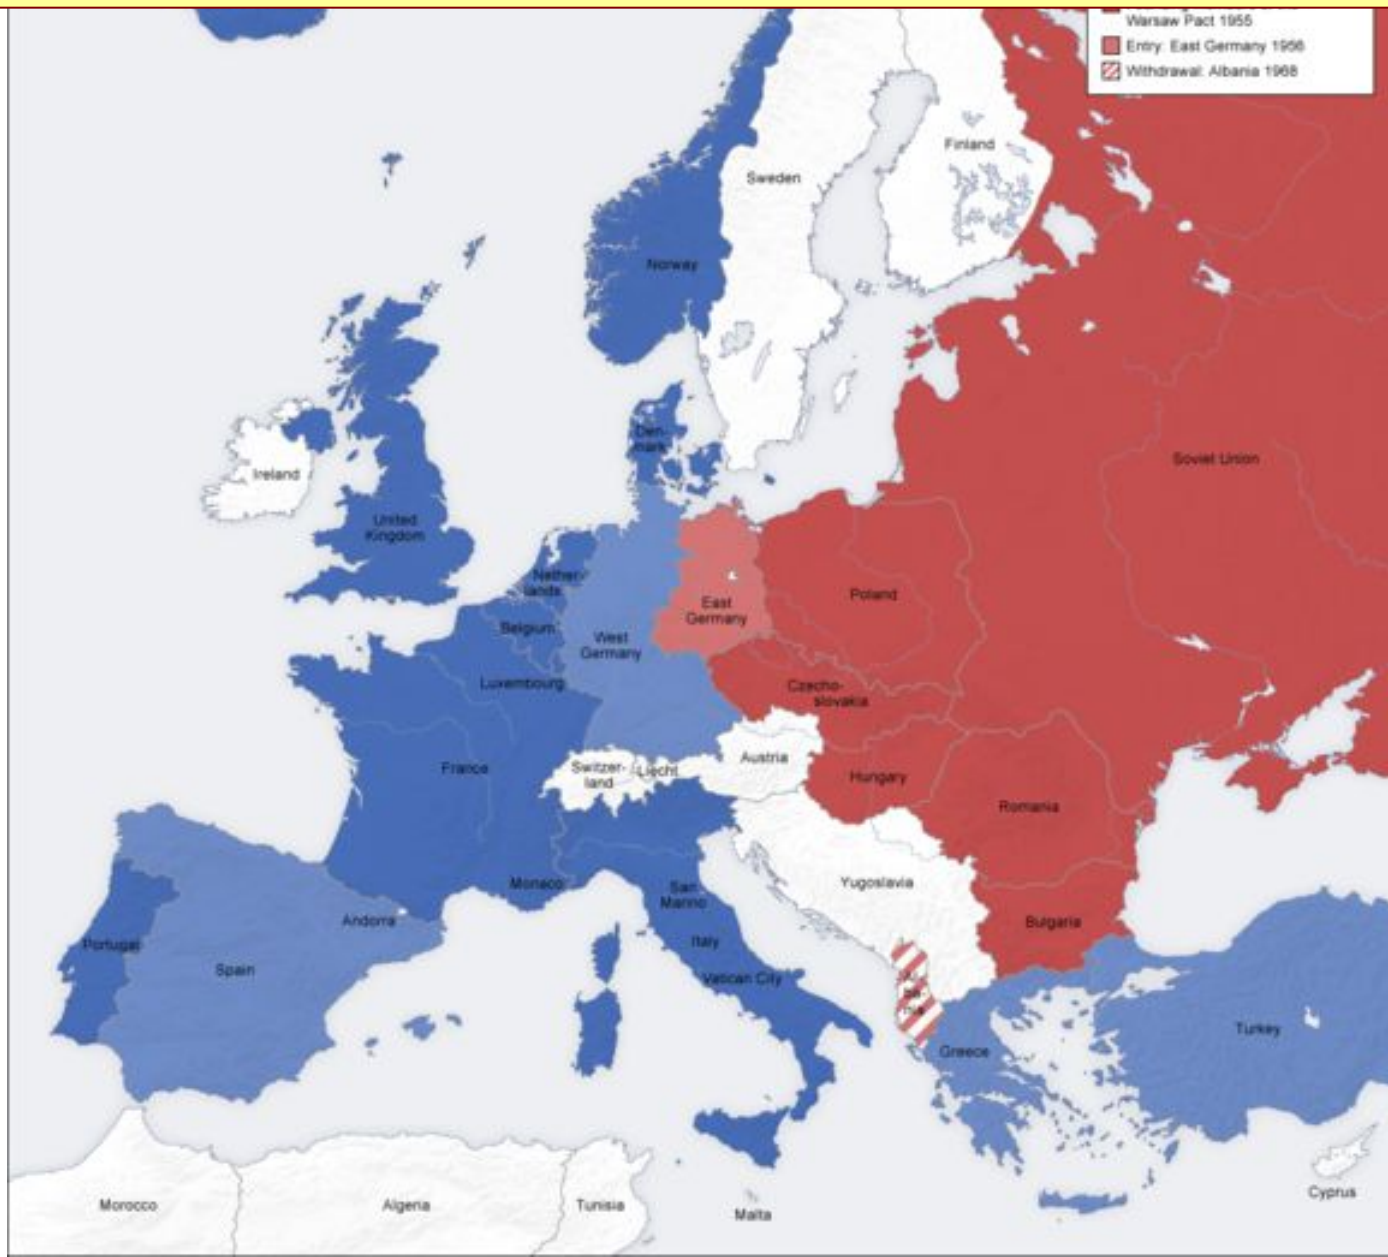 Warsaw Pact 1955
Entry: East Germany 1956
Withdrawal: Albania 1968
Finland
Sweden
Norway
Den-
mark
Soviet Union
Ireland
United
Kingdom
Nether-
lands
Belgium
Luxembourg
West
Germany
East
Germany
Poland
Czecho-
slovakia
France
Switzer-
land
Liecht
Austria
Hungary
Romania
Yugoslavia
Monaco
San
Marino
Andorra
Bulgaria
Portugal
Spain
Italy
Vatican City
Greece
Turkey
Morocco
Algeria
Tunisia
Malta
Cyprus